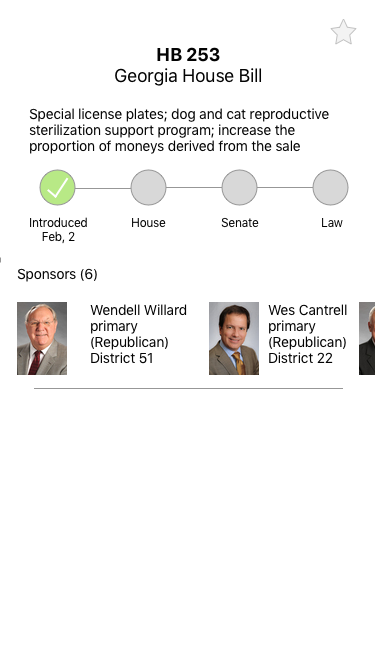 HB 253
Georgia House Bill
Special license plates; dog and cat reproductive
sterilization support program; increase the
proportion of moneys derived from the sale
Introduced
Feb, 2
House
Senate
Law
Sponsors (6)
Wendell Willard
primary
(Republican)
District 51
Wes Cantrell
primary
(Republican)
District 22